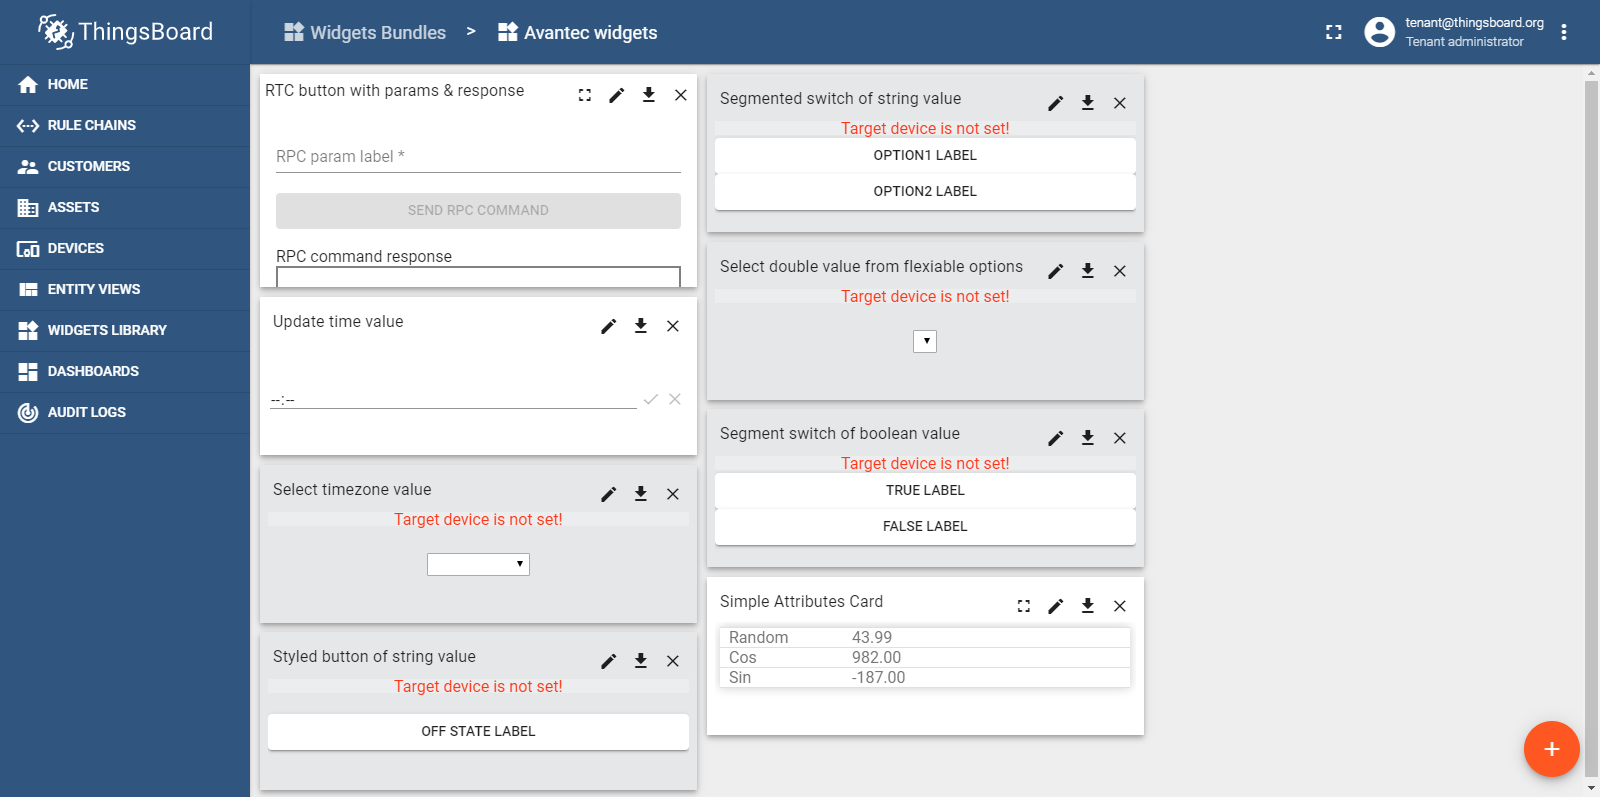 ThingsBoard
Widgets Bundles > Avantec widgets
tenant@thingsboard.org
Tenant administrator
HOME
RULE CHAINS
CUSTOMERS
ASSETS
DEVICES
ENTITY VIEWS
WIDGETS LIBRARY
DASHBOARDS
AUDIT LOGS
RTC button with params & response
RPC param label *
SEND RPC COMMAND
RPC command response
Update time value
--:--
Select timezone value
Target device is not set!
Styled button of string value
Target device is not set!
OFF STATE LABEL
Segmented switch of string value
Target device is not set!
OPTION1 LABEL
OPTION2 LABEL
Select double value from flexiable options
Target device is not set!
Segment switch of boolean value
Target device is not set!
TRUE LABEL
FALSE LABEL
Simple Attributes Card
Random 43.99
Cos 982.00
Sin -187.00